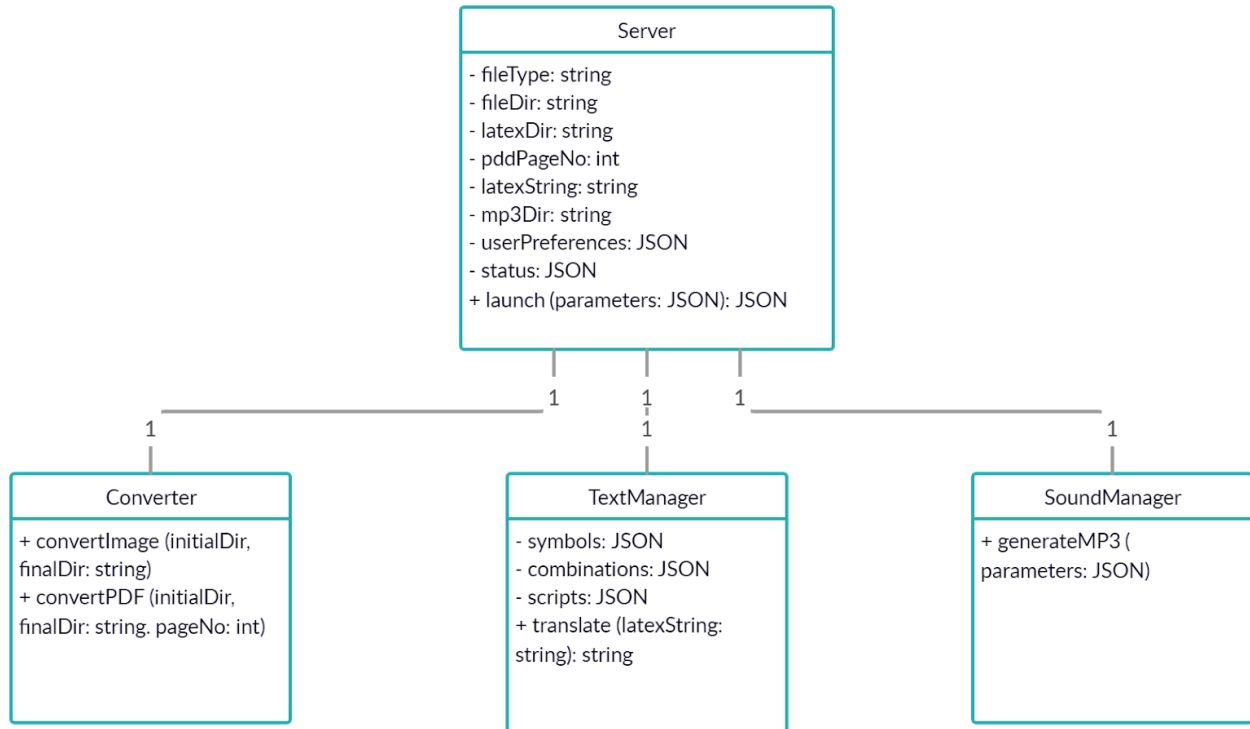 Server
- fileType: string
- fileDir: string
- latexDir: string
- pddPageNo: int
- latexString: string
- mp3Dir: string
- userPreferences: JSON
- status: JSON
+ launch (parameters: JSON): JSON
1
1
1
1
1
1
Converter
+ convertImage (initialDir,
finalDir: string)
+ convertPDF (initialDir,
finalDir: string. pageNo: int)
TextManager
- symbols: JSON
- combinations: JSON
- scripts: JSON
+ translate (latexString:
string): string
SoundManager
+ generateMP3 (
parameters: JSON)